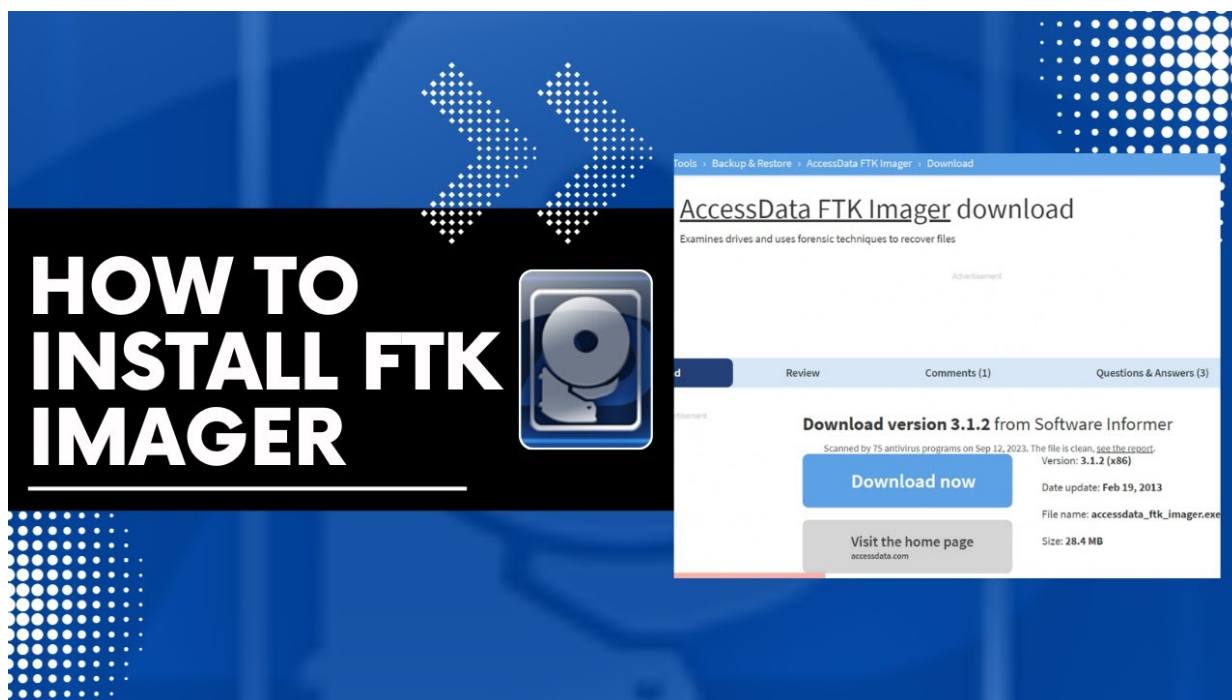 HOW TO
INSTALL FTK
IMAGER
Tools › Backup & Restore › AccessData FTK Imager › Download
AccessData FTK Imager download
Examines drives and uses forensic techniques to recover files
Advertisement
d
Review
Comments (1)
Questions & Answers (3)
rtisement
Download version 3.1.2 from Software Informer
Scanned by 75 antivirus programs on Sep 12, 2023. The file is clean, see the report.
Download now
Version: 3.1.2 (x86)
Date update: Feb 19, 2013
File name: accessdata_ftk_imager.exe
Visit the home page
accessdata.com
Size: 28.4 MB